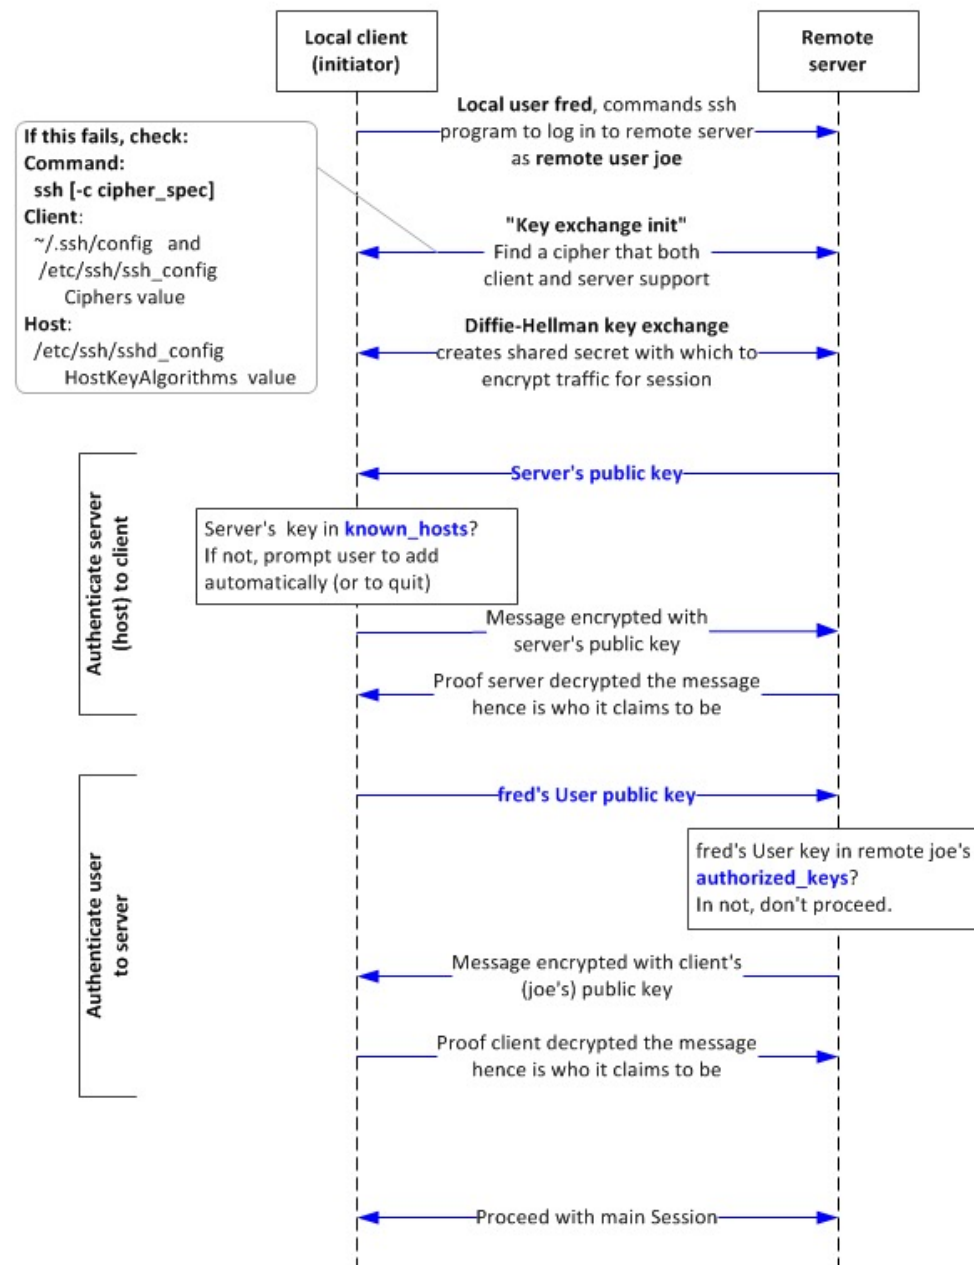 Local client
(initiator)
Remote
server
Local user fred, commands ssh
program to log in to remote server
as remote user joe
If this fails, check:
Command:
ssh [-c cipher_spec]
Client:
~/.ssh/config and
/etc/ssh/ssh_config
Ciphers value
Host:
/etc/ssh/sshd_config
HostKeyAlgorithms value
"Key exchange init"
Find a cipher that both
client and server support
Diffie-Hellman key exchange
creates shared secret with which to
encrypt traffic for session
Authenticate server
(host) to client
Server's public key
Server's key in known_hosts?
If not, prompt user to add
automatically (or to quit)
Message encrypted with
server's public key
Proof server decrypted the message
hence is who it claims to be
Authenticate user
to server
fred's User public key
fred's User key in remote joe's
authorized_keys?
In not, don't proceed.
Message encrypted with client's
(joe's) public key
Proof client decrypted the message
hence is who it claims to be
Proceed with main Session